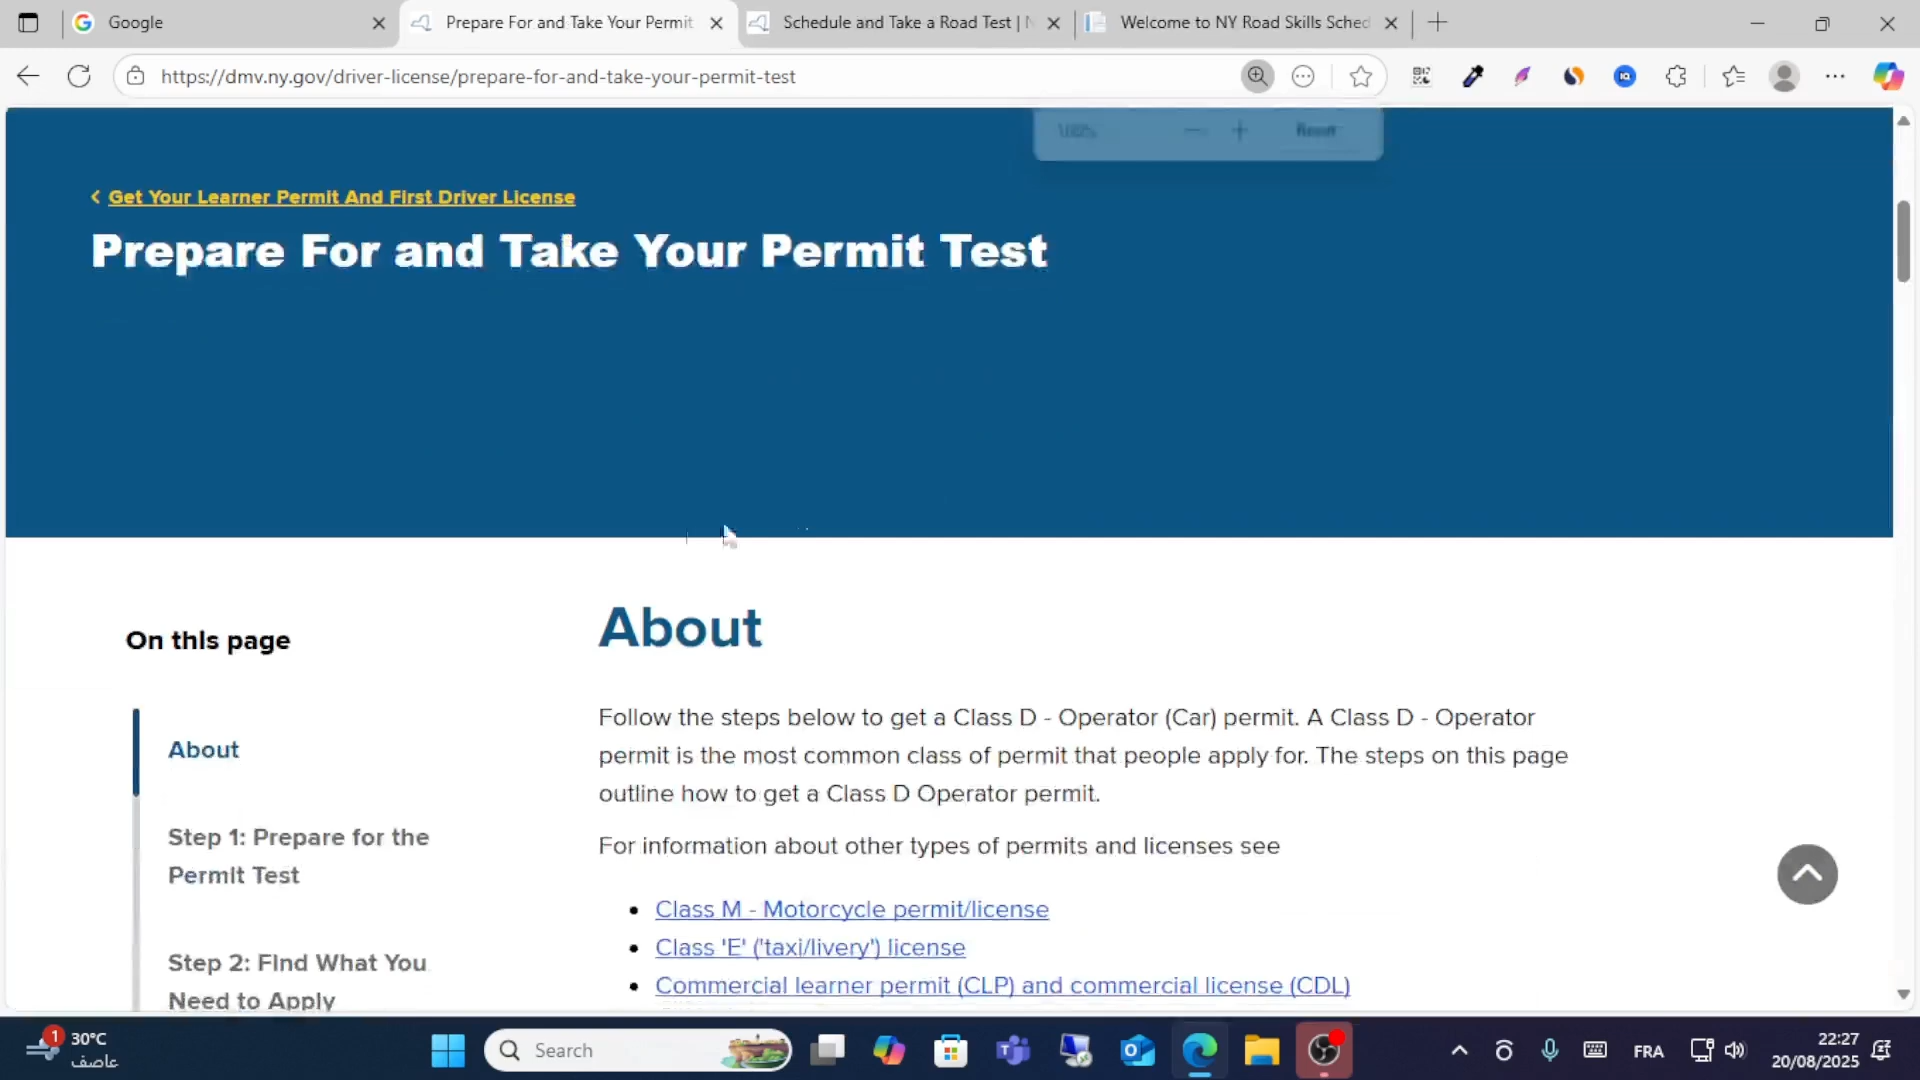 Google
Prepare For and Take Your Permit
Schedule and Take a Road Test |
Welcome to NY Road Skills Sched
https://dmv.ny.gov/driver-license/prepare-for-and-take-your-permit-test
100%
Reset
Get Your Learner Permit And First Driver License
Prepare For and Take Your Permit Test
On this page
About
Step 1: Prepare for the
Permit Test
Step 2: Find What You
Need to Apply
About
Follow the steps below to get a Class D - Operator (Car) permit. A Class D - Operator
permit is the most common class of permit that people apply for. The steps on this page
outline how to get a Class D Operator permit.
For information about other types of permits and licenses see
• Class M - Motorcycle permit/license
• Class 'E' ('taxi/livery') license
• Commercial learner permit (CLP) and commercial license (CDL)
1
30°C
عاصف
Search
FRA
22:27
20/08/2025